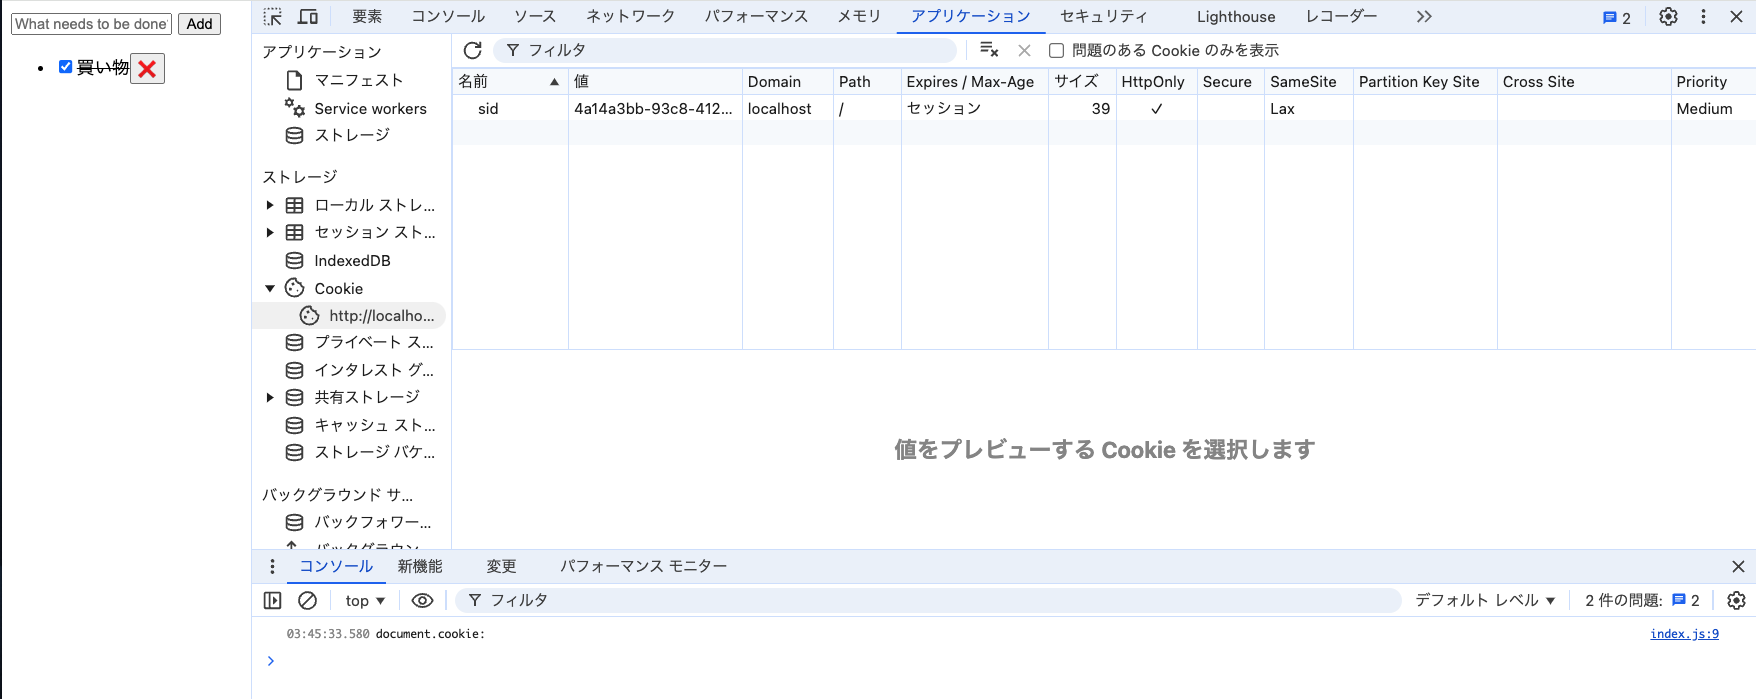 What needs to be done? Add
買い物
要素 コンソール ソース ネットワーク パフォーマンス メモリ アプリケーション セキュリティ Lighthouse レコーダー 2
アプリケーション
マニフェスト
Service workers
ストレージ
ストレージ
ローカル ストレ...
セッション スト...
IndexedDB
Cookie
http://localho...
プライベート ス...
インタレスト グ...
共有ストレージ
キャッシュ スト...
ストレージ バケ...
バックグラウンド サ...
バックフォワー...
バックグラウン
フィルタ 問題のある Cookie のみを表示
名前 値 Domain Path Expires / Max-Age サイズ HttpOnly Secure SameSite Partition Key Site Cross Site Priority
sid 4a14a3bb-93c8-412... localhost / セッション 39 ✓ Lax Medium
値をプレビューする Cookie を選択します
コンソール 新機能 変更 パフォーマンス モニター
top フィルタ デフォルト レベル 2 件の問題: 2
03:45:33.580 document.cookie: index.js:9